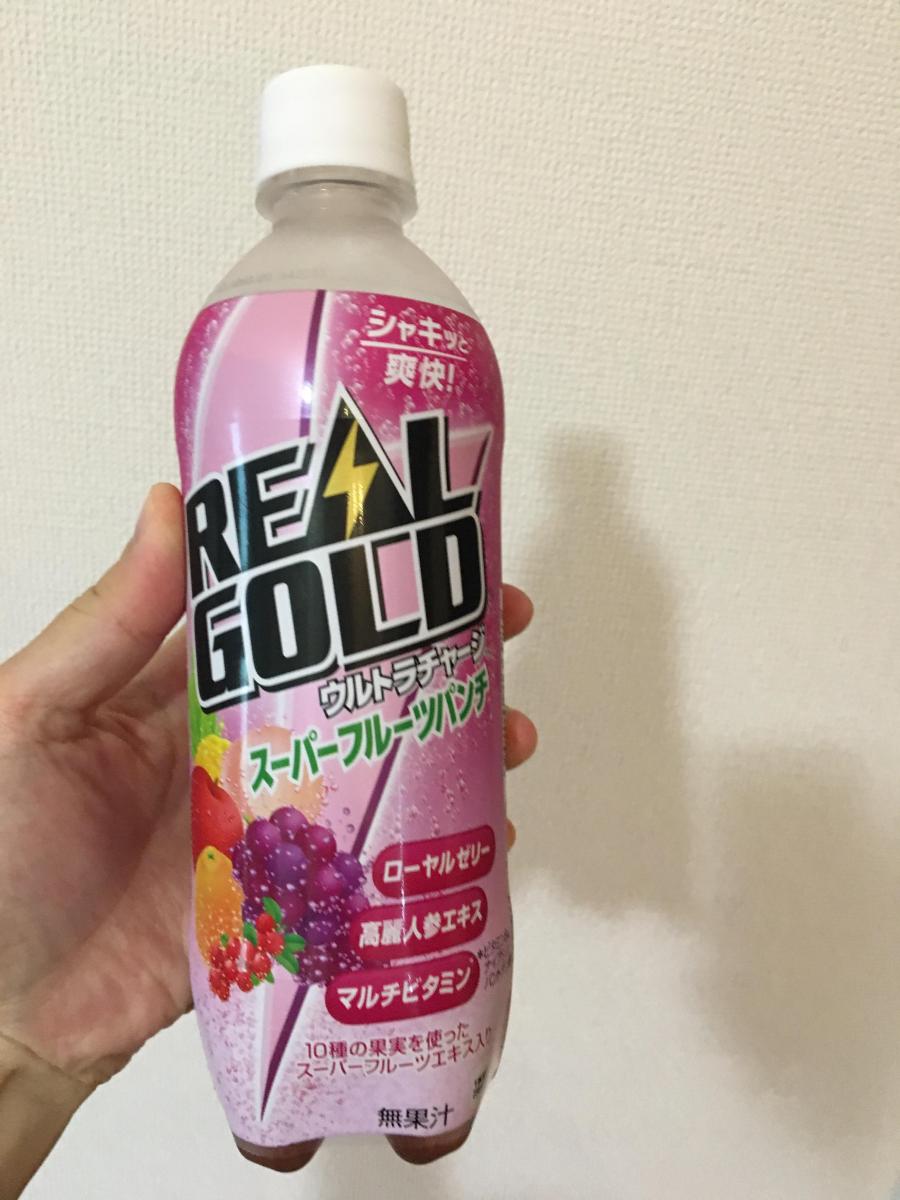 シャキッと
爽快!
REAL
GOLD
ウルトラチャージ
スーパーフルーツパンチ
ローヤルゼリー
高麗人参エキス
マルチビタミン*
10種の果実を使った
スーパーフルーツエキス入り
無果汁